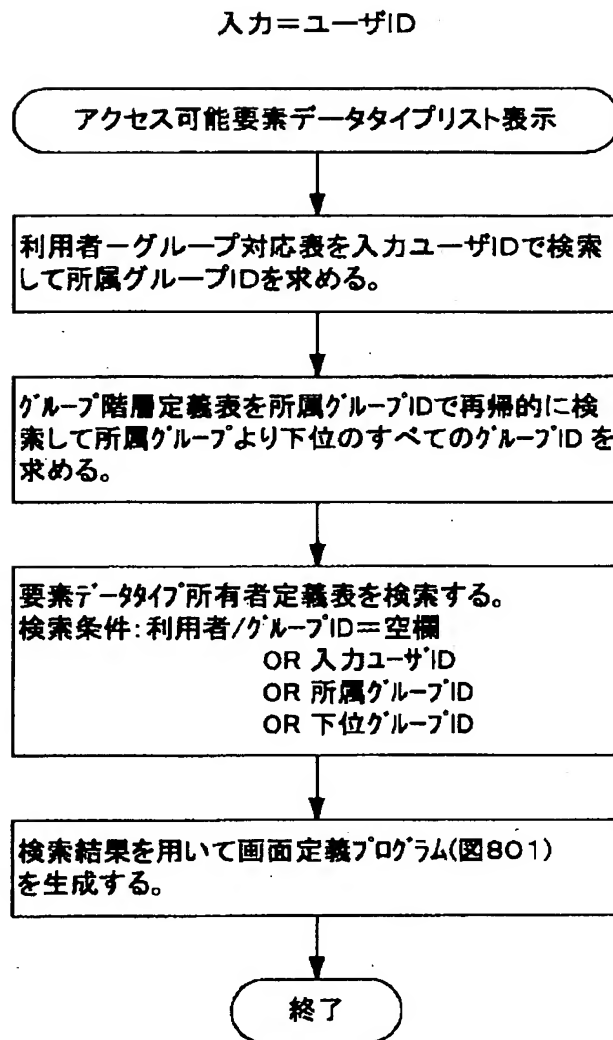 入力＝ユーザID
アクセス可能要素データタイプリスト表示
利用者ーグループ対応表を入力ユーザIDで検索
して所属グループIDを求める。
ｸﾞﾙｰﾌﾟ階層定義表を所属ｸﾞﾙｰﾌﾟIDで再帰的に検
索して所属ｸﾞﾙｰﾌﾟより下位のすべてのｸﾞﾙｰﾌﾟIDを
求める。
要素ﾃﾞｰﾀﾀｲﾌﾟ所有者定義表を検索する。
検索条件：利用者/ｸﾞﾙｰﾌﾟID＝空欄
OR 入力ﾕｰｻﾞID
OR 所属ｸﾞﾙｰﾌﾟID
OR 下位ｸﾞﾙｰﾌﾟID
検索結果を用いて画面定義ﾌﾟﾛｸﾞﾗﾑ(図801)
を生成する。
終了